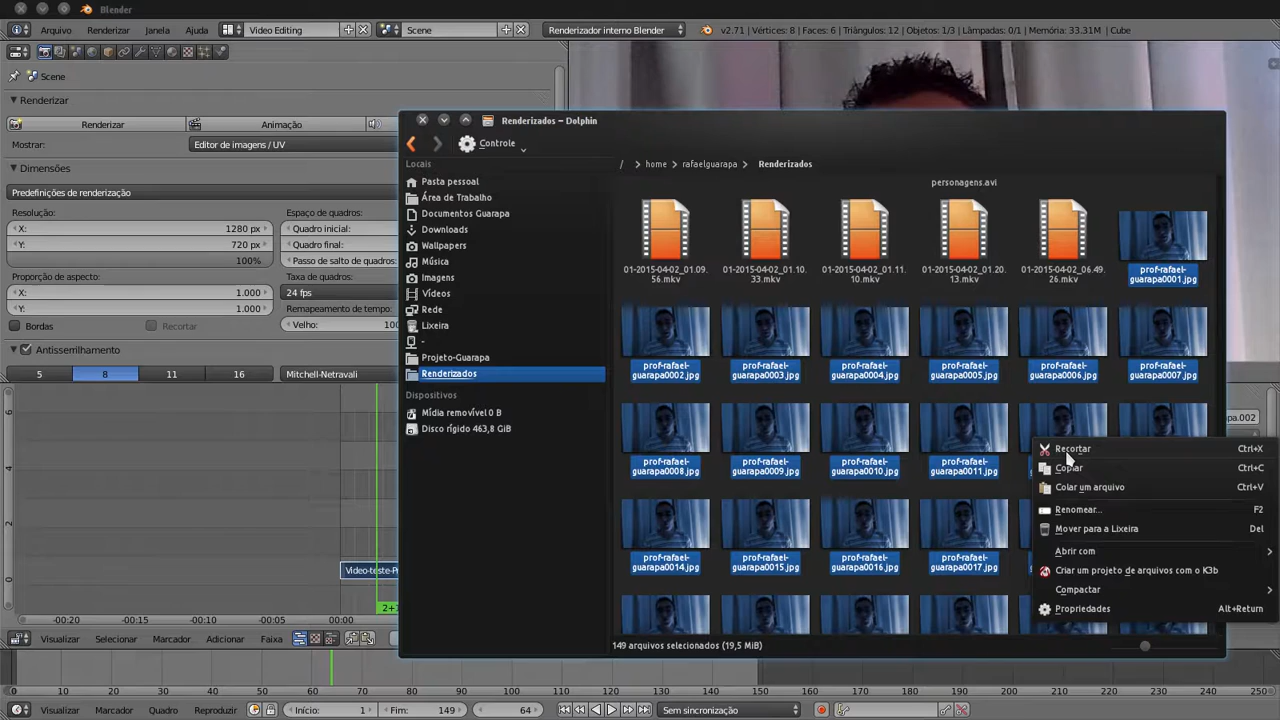 Blender
Arquivo Renderizar Janela Ajuda Video Editing Scene Renderizador interno Blender v2.71 | Vértices: 8 | Faces: 6 | Triângulos: 12 | Objetos: 1/3 | Lâmpadas: 0/1 | Memória: 33.31M | Cube
Scene
Renderizar
Renderizar Animação
Mostrar: Editor de imagens / UV
Dimensões
Predefinições de renderização
Resolução: Espaço de quadros:
X: 1280 px Quadro inicial:
Y: 720 px Quadro final:
100% Passo de salto de quadros:
Proporção de aspecto: Taxa de quadros:
X: 1.000 24 fps
Y: 1.000 Remapeamento de tempo:
Bordas Recortar Velho: 100
Antisserrilhamento
5 8 11 16 Mitchell-Netravali
Renderizados – Dolphin
Controle
Locais
Pasta pessoal
Área de Trabalho
Documentos Guarapa
Downloads
Wallpapers
Música
Imagens
Vídeos
Rede
Lixeira
-
Projeto-Guarapa
Renderizados
Dispositivos
Mídia removível 0 B
Disco rígido 463,8 GiB
/ > home > rafaelguarapa > Renderizados
personagens.avi
01-2015-04-02_01.09.
56.mkv
01-2015-04-02_01.10.
33.mkv
01-2015-04-02_01.11.
10.mkv
01-2015-04-02_01.20.
13.mkv
01-2015-04-02_06.49.
26.mkv
prof-rafael-
guarapa0001.jpg
prof-rafael-
guarapa0002.jpg
prof-rafael-
guarapa0003.jpg
prof-rafael-
guarapa0004.jpg
prof-rafael-
guarapa0005.jpg
prof-rafael-
guarapa0006.jpg
prof-rafael-
guarapa0007.jpg
prof-rafael-
guarapa0008.jpg
prof-rafael-
guarapa0009.jpg
prof-rafael-
guarapa0010.jpg
prof-rafael-
guarapa0011.jpg
prof-rafael-
guarapa0014.jpg
prof-rafael-
guarapa0015.jpg
prof-rafael-
guarapa0016.jpg
prof-rafael-
guarapa0017.jpg
149 arquivos selecionados (19,5 MiB)
Recortar Ctrl+X
Copiar Ctrl+C
Colar um arquivo Ctrl+V
Renomear... F2
Mover para a Lixeira Del
Abrir com
Criar um projeto de arquivos com o K3b
Compactar
Propriedades Alt+Return
apa.002
6
4
2
0
Video-teste-P
-00:20 -00:15 -00:10 -00:05 00:00
Visualizar Selecionar Marcador Adicionar Faixa
10 20 30 40 50 60 70 80 90 100 110 120 130 140 150 160 170 180 190 200 210 220 230 240 250
Visualizar Marcador Quadro Reproduzir Início: 1 Fim: 149 64 Sem sincronização